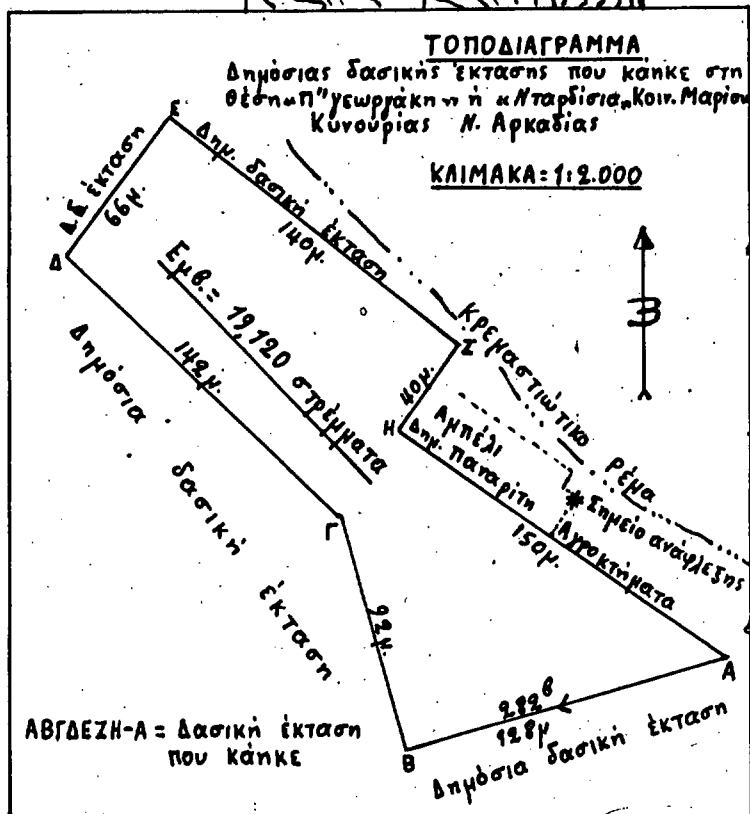 ΤΟΠΟΔΙΑΓΡΑΜΜΑ
Δημόσιας δασικής έκτασης που κάηκε στη
θέση «Π"γεωργάκη» ή «Νταρδίσια» Κοιν. Μαρίου
Κυνουρίας Ν. Αρκαδίας
ΚΛΙΜΑΚΑ = 1:2.000
Ε
Δημ. δασική έκταση
140μ.
Δ.Δ. έκταση
66μ.
Δ
Εμβ. = 19,120 στρέμματα
142μ.
Δημόσια δασική έκταση
Κρεμαστιώτικο ρέμα
Ζ
40μ.
Η
Αμπέλι
Δημ. Παναρίτη
Σημείο ανάφλεξης
Αγροκτήματα
150μ.
Γ
92μ.
Α
282β
128μ
Β
Δημόσια δασική έκταση
ΑΒΓΔΕΖΗ-Α = Δασική έκταση
που κάηκε
Β